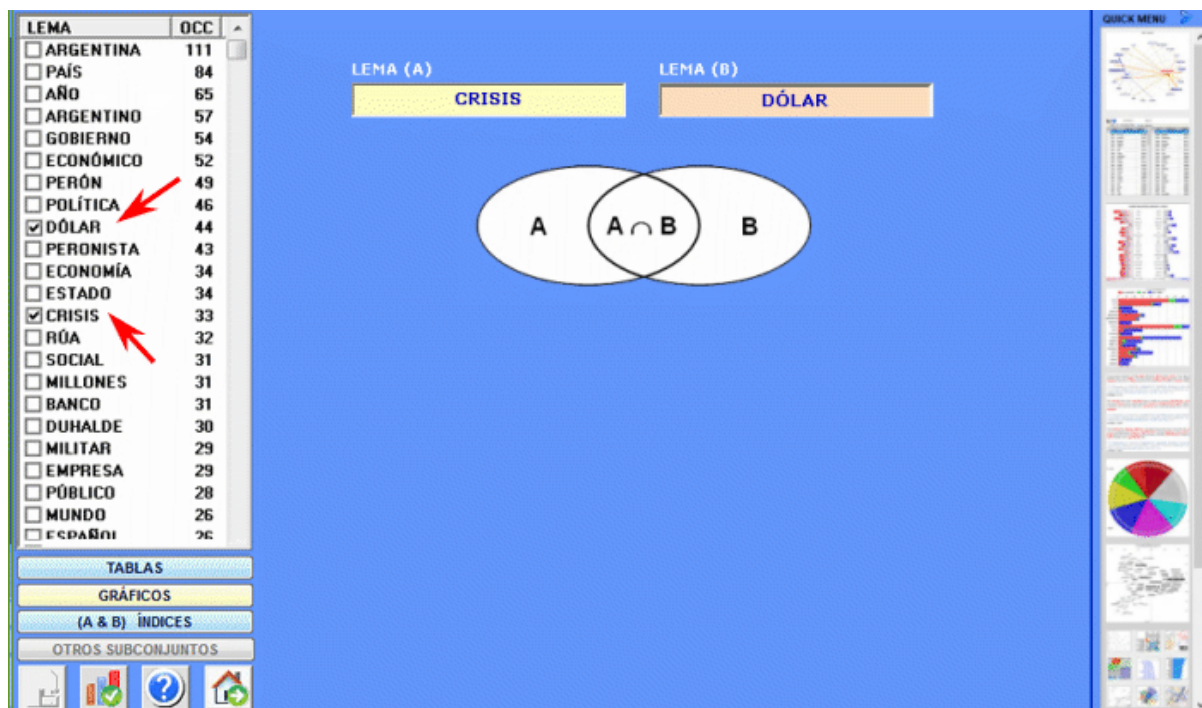 LEMA OCC
ARGENTINA 111
PAÍS 84
AÑO 65
ARGENTINO 57
GOBIERNO 54
ECONÓMICO 52
PERÓN 49
POLÍTICA 46
DÓLAR 44
PERONISTA 43
ECONOMÍA 34
ESTADO 34
CRISIS 33
RÚA 32
SOCIAL 31
MILLONES 31
BANCO 31
DUHALDE 30
MILITAR 29
EMPRESA 29
PÚBLICO 28
MUNDO 26
ESPAÑOL 26
TABLAS
GRÁFICOS
(A & B) ÍNDICES
OTROS SUBCONJUNTOS
LEMA (A) LEMA (B)
CRISIS DÓLAR
A A ∩ B B
QUICK MENU